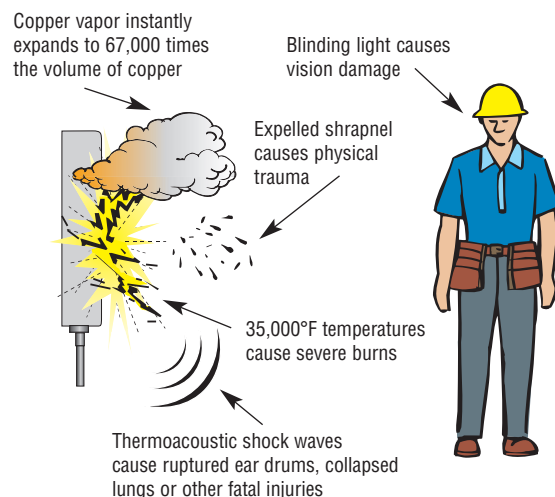 Copper vapor instantly
expands to 67,000 times
the volume of copper
Blinding light causes
vision damage
Expelled shrapnel
causes physical
trauma
35,000°F temperatures
cause severe burns
Thermoacoustic shock waves
cause ruptured ear drums, collapsed
lungs or other fatal injuries